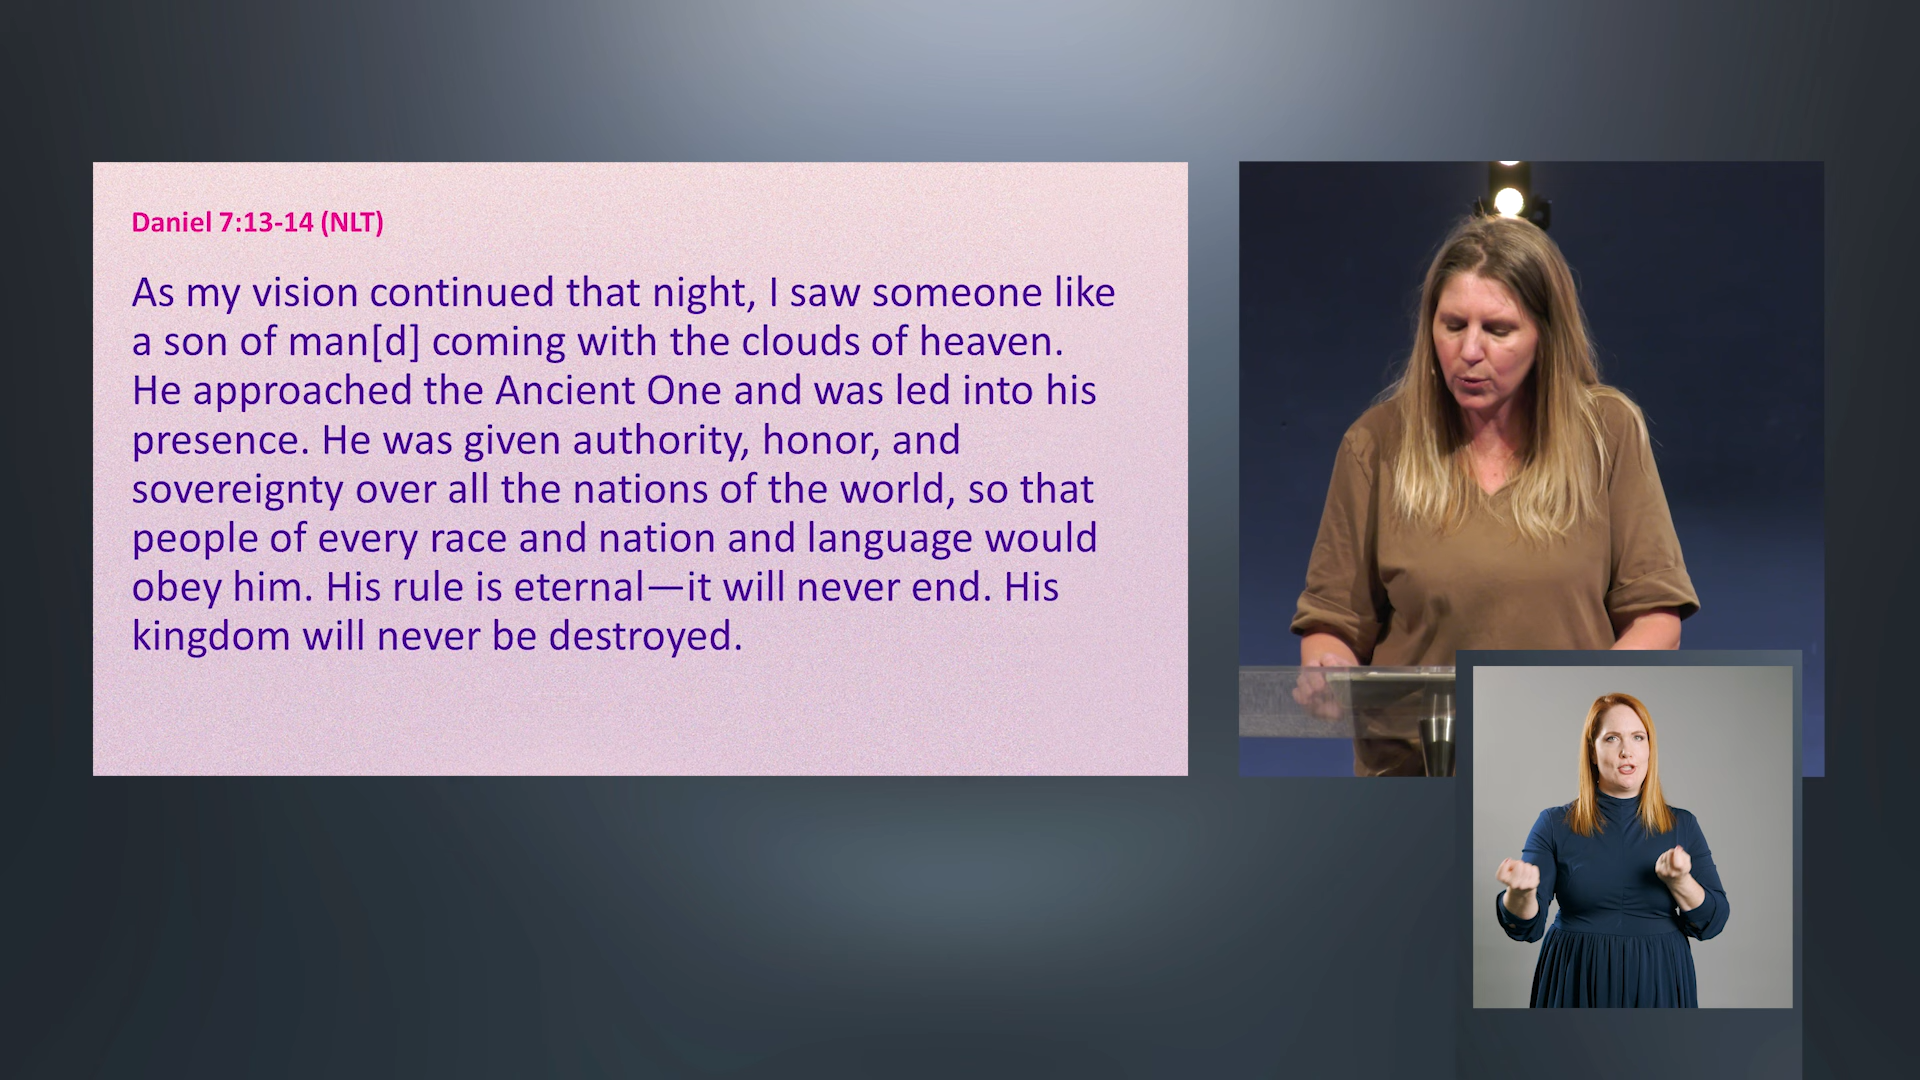 Daniel 7:13-14 (NLT)
As my vision continued that night, I saw someone like
a son of man[d] coming with the clouds of heaven.
He approached the Ancient One and was led into his
presence. He was given authority, honor, and
sovereignty over all the nations of the world, so that
people of every race and nation and language would
obey him. His rule is eternal—it will never end. His
kingdom will never be destroyed.